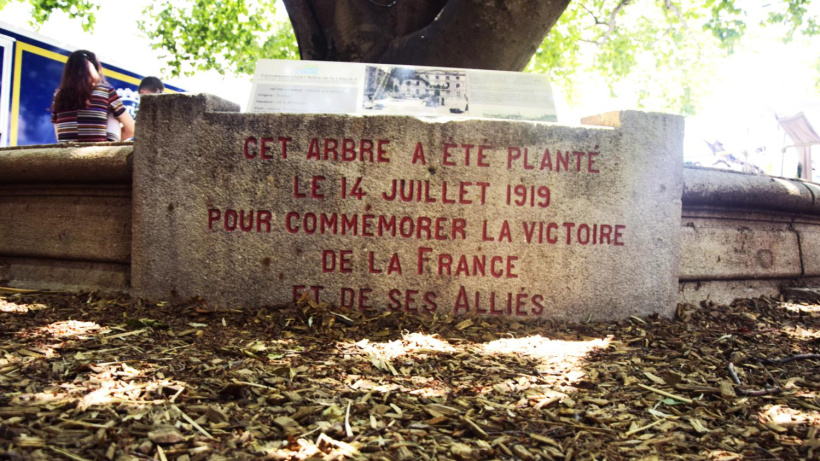 CET ARBRE A ÉTÉ PLANTÉ
LE 14 JUILLET 1919
POUR COMMÉMORER LA VICTOIRE
DE LA FRANCE
ET DE SES ALLIÉS